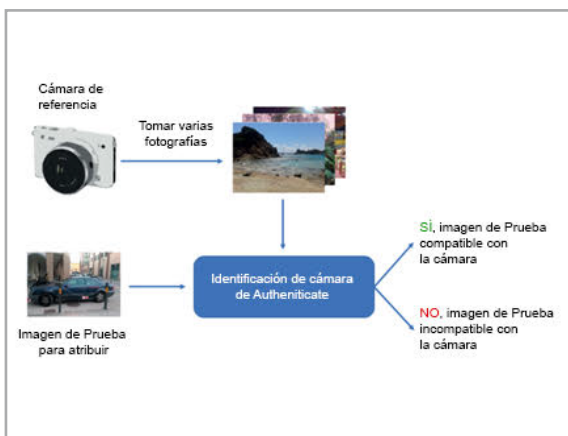 Cámara de
referencia
Tomar varias
fotografías
SÍ, imagen de Prueba
compatible con
la cámara
Identificación de cámara
de Autheniticate
Imagen de Prueba
para atribuir
NO, imagen de Prueba
incompatible con
la cámara